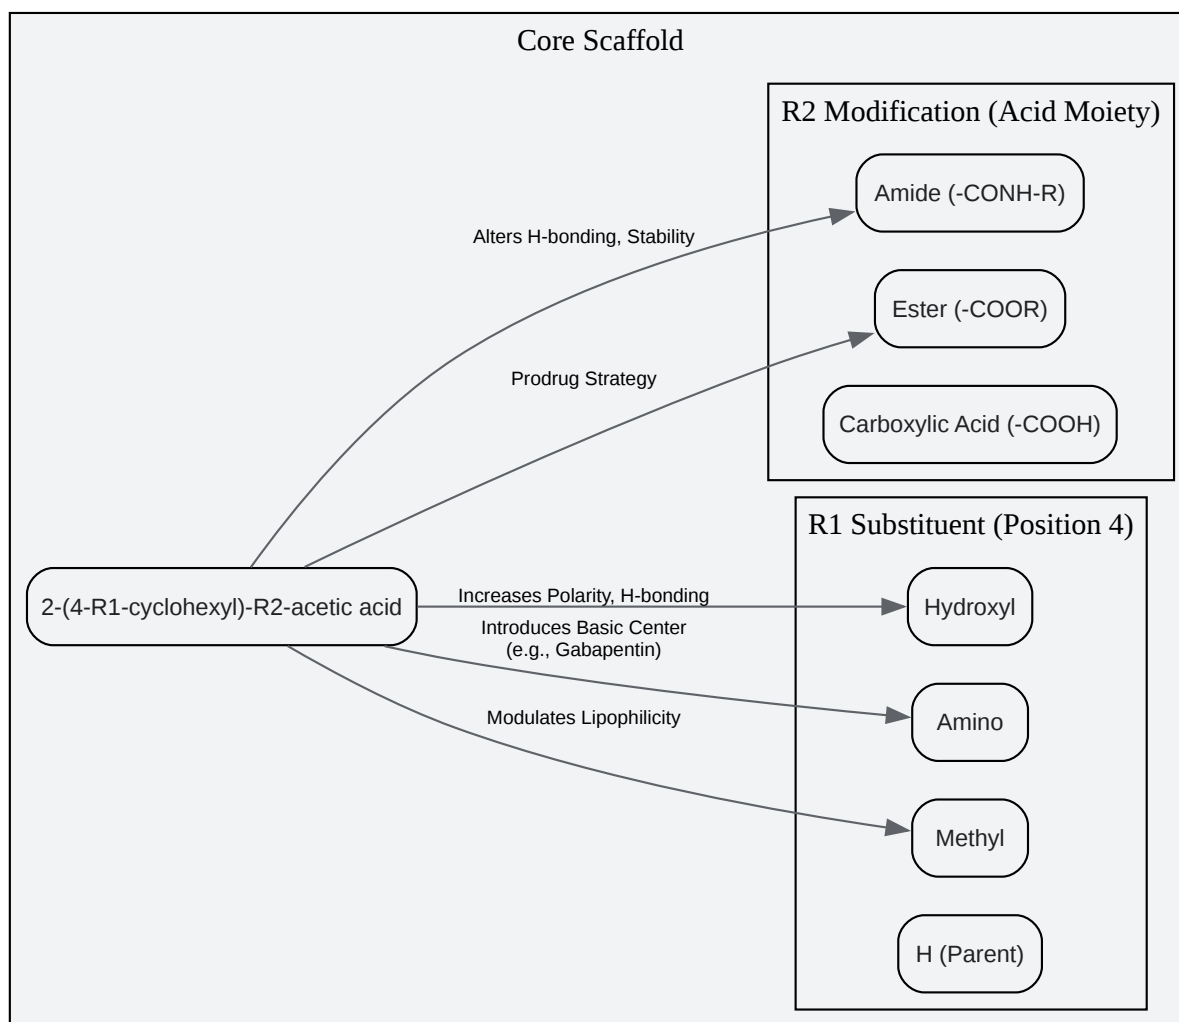 Core Scaffold
R2 Modification (Acid Moiety)
Amide (-CONH-R)
Alters H-bonding, Stability
Ester (-COOR)
Prodrug Strategy
Carboxylic Acid (-COOH)
R1 Substituent (Position 4)
2-(4-R1-cyclohexyl)-R2-acetic acid
Increases Polarity, H-bonding
Hydroxyl
Introduces Basic Center
(e.g., Gabapentin)
Amino
Modulates Lipophilicity
Methyl
H (Parent)